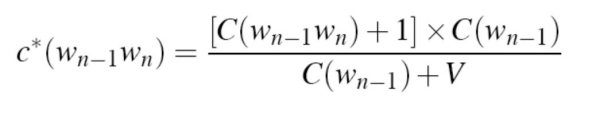 c*(wₙ₋₁wₙ) = [C(wₙ₋₁wₙ)+1]×C(wₙ₋₁) / C(wₙ₋₁)+V